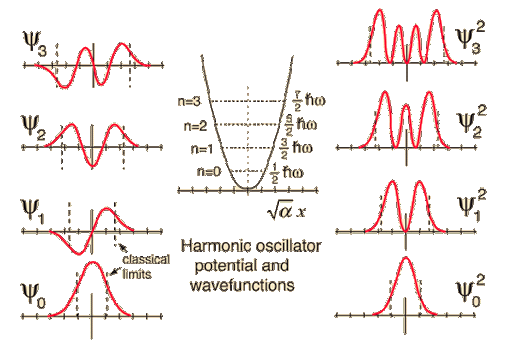 ψ₃
ψ₂
ψ₁
ψ₀
classical
limits
n=3
n=2
n=1
n=0
7/2 ħω
5/2 ħω
3/2 ħω
1/2 ħω
√α x
Harmonic oscillator
potential and
wavefunctions
ψ₃²
ψ₂²
ψ₁²
ψ₀²